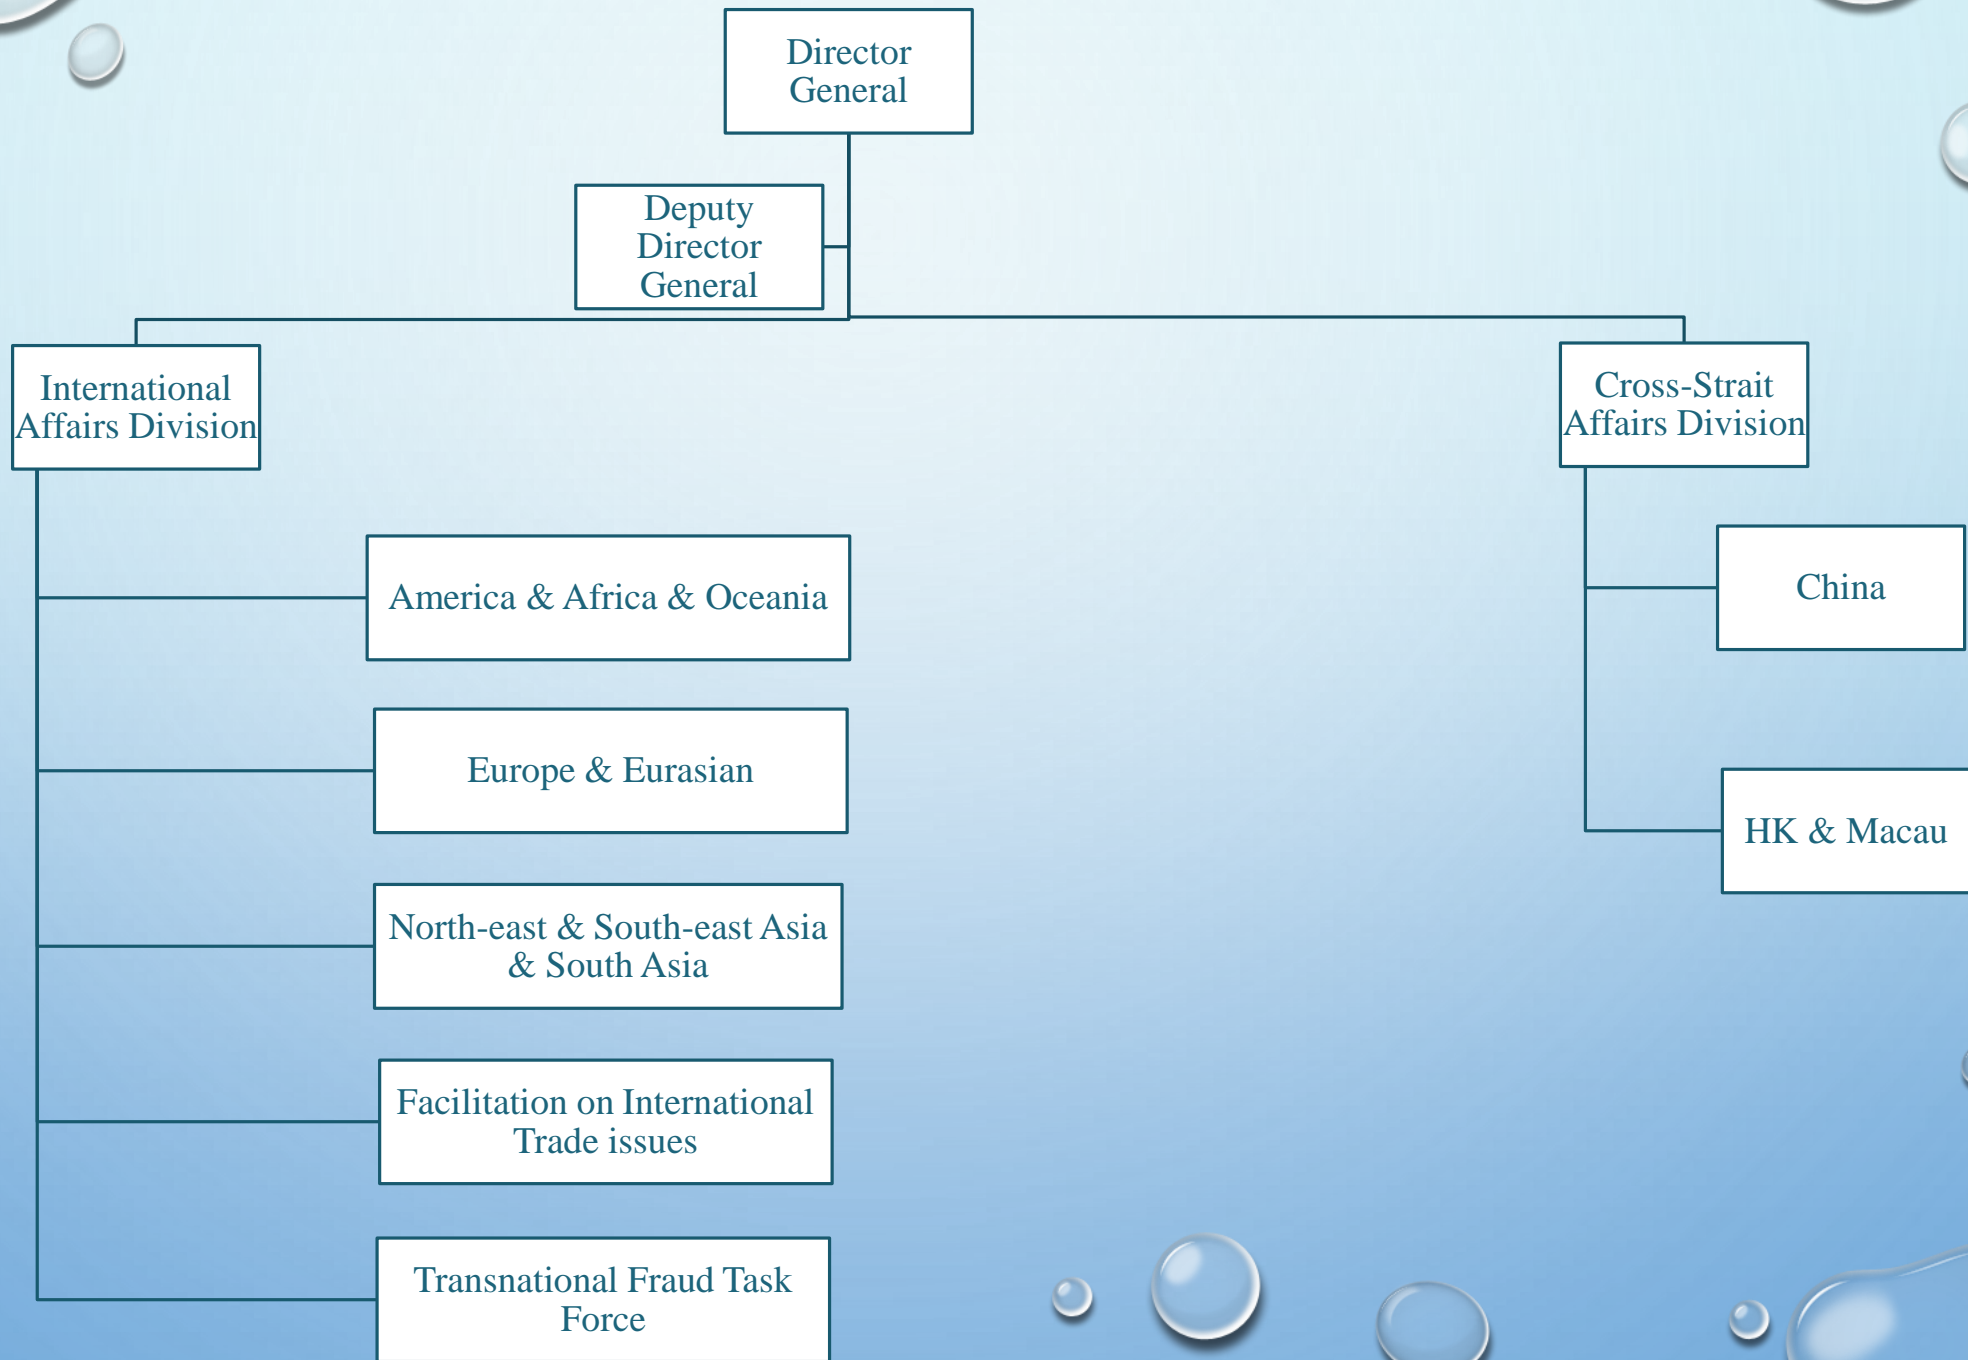 Director
General
Deputy
Director
General
International
Affairs Division
Cross-Strait
Affairs Division
America & Africa & Oceania
China
Europe & Eurasian
HK & Macau
North-east & South-east Asia
& South Asia
Facilitation on International
Trade issues
Transnational Fraud Task
Force